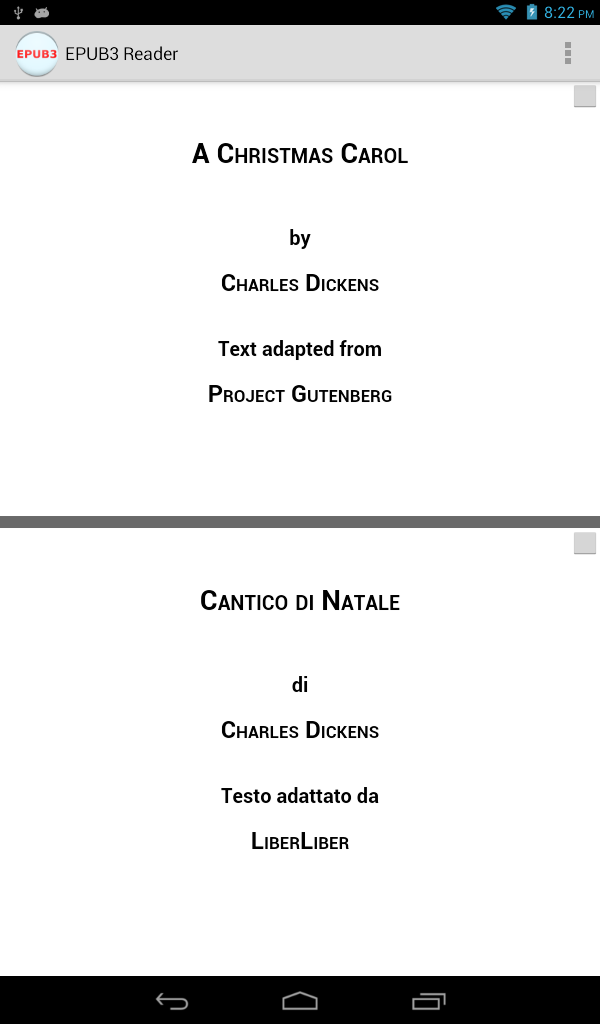 8:22 PM
EPUB3 EPUB3 Reader
A Christmas Carol
by
Charles Dickens
Text adapted from
Project Gutenberg
Cantico di Natale
di
Charles Dickens
Testo adattato da
LiberLiber